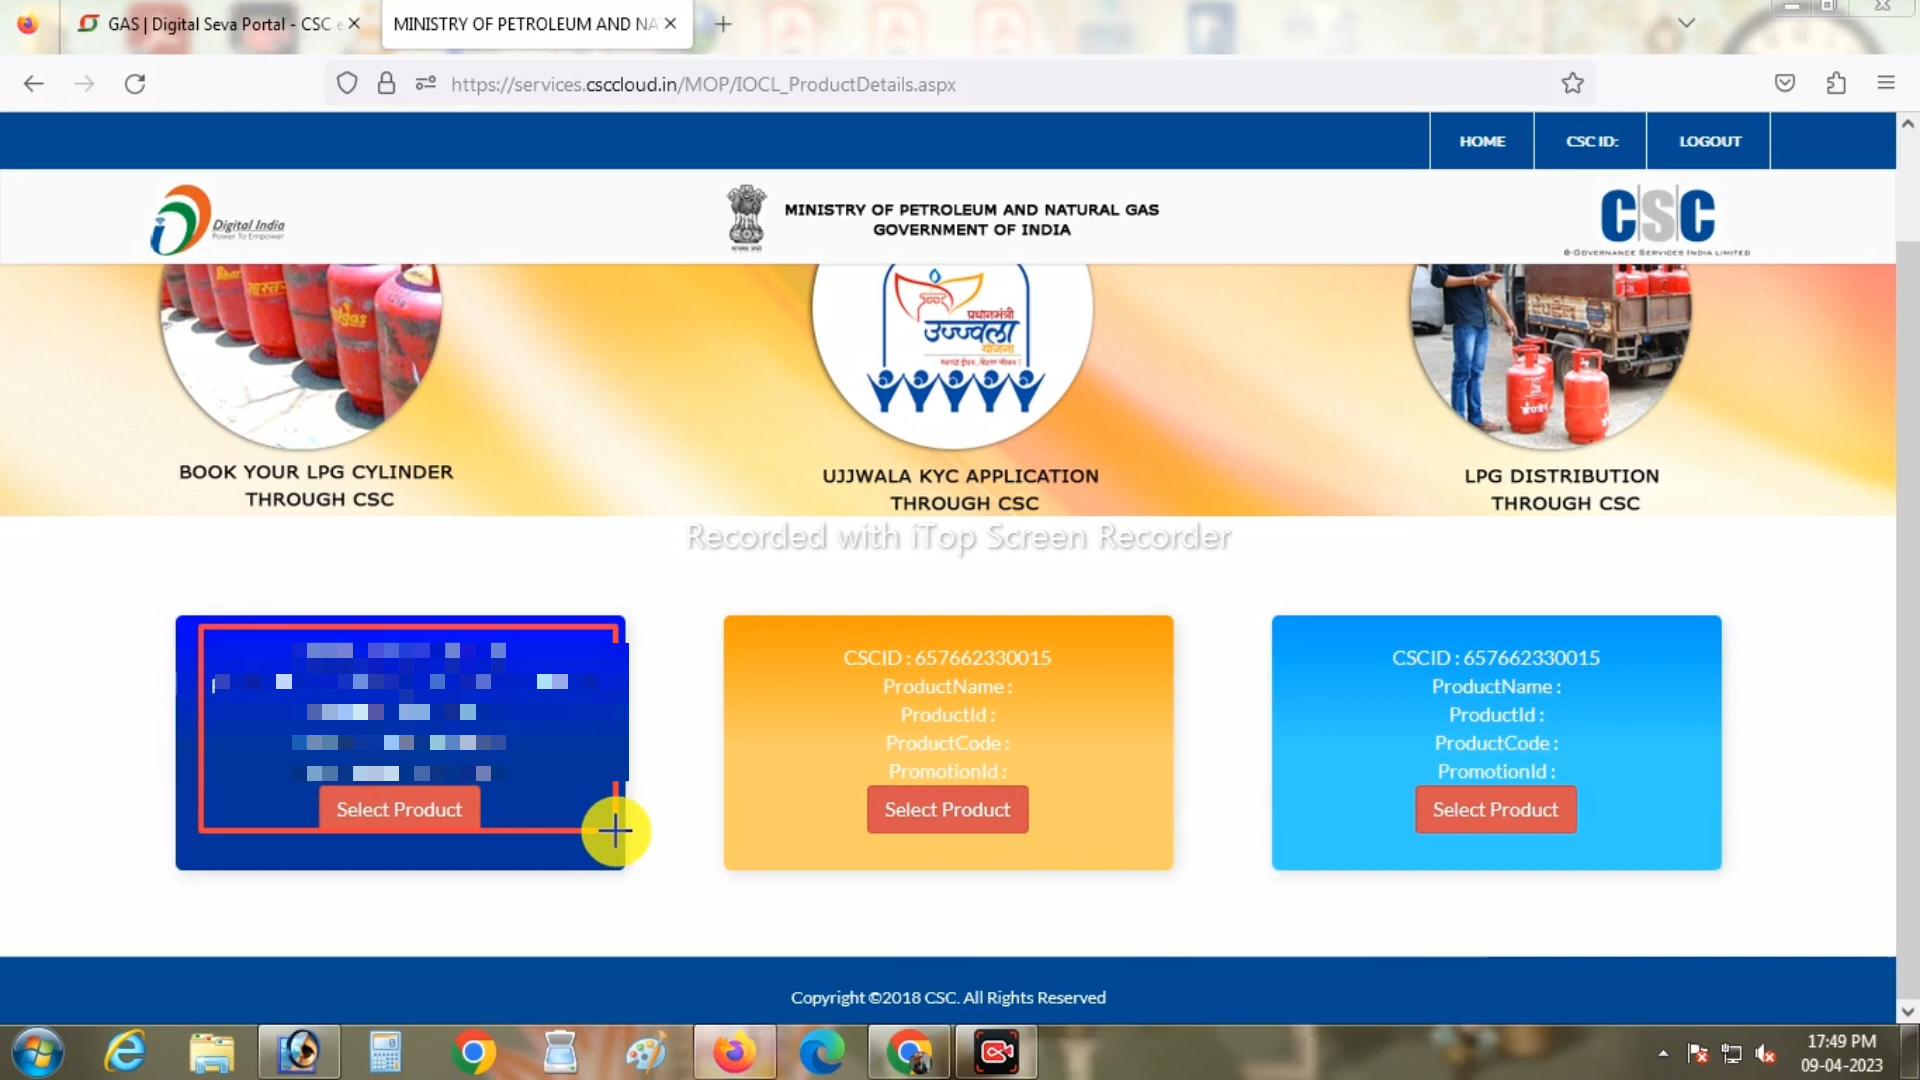 GAS | Digital Seva Portal - CSC e
MINISTRY OF PETROLEUM AND NA
https://services.csccloud.in/MOP/IOCL_ProductDetails.aspx
HOME
CSC ID:
LOGOUT
Digital India
Power To Empower
MINISTRY OF PETROLEUM AND NATURAL GAS
GOVERNMENT OF INDIA
CSC
e-Governance Services India Limited
प्रधानमंत्री
उज्ज्वला
योजना
BOOK YOUR LPG CYLINDER
THROUGH CSC
UJJWALA KYC APPLICATION
THROUGH CSC
LPG DISTRIBUTION
THROUGH CSC
Recorded with iTop Screen Recorder
Select Product
CSCID : 657662330015
ProductName :
ProductId :
ProductCode :
PromotionId :
Select Product
CSCID : 657662330015
ProductName :
ProductId :
ProductCode :
PromotionId :
Select Product
Copyright ©2018 CSC. All Rights Reserved
17:49 PM
09-04-2023